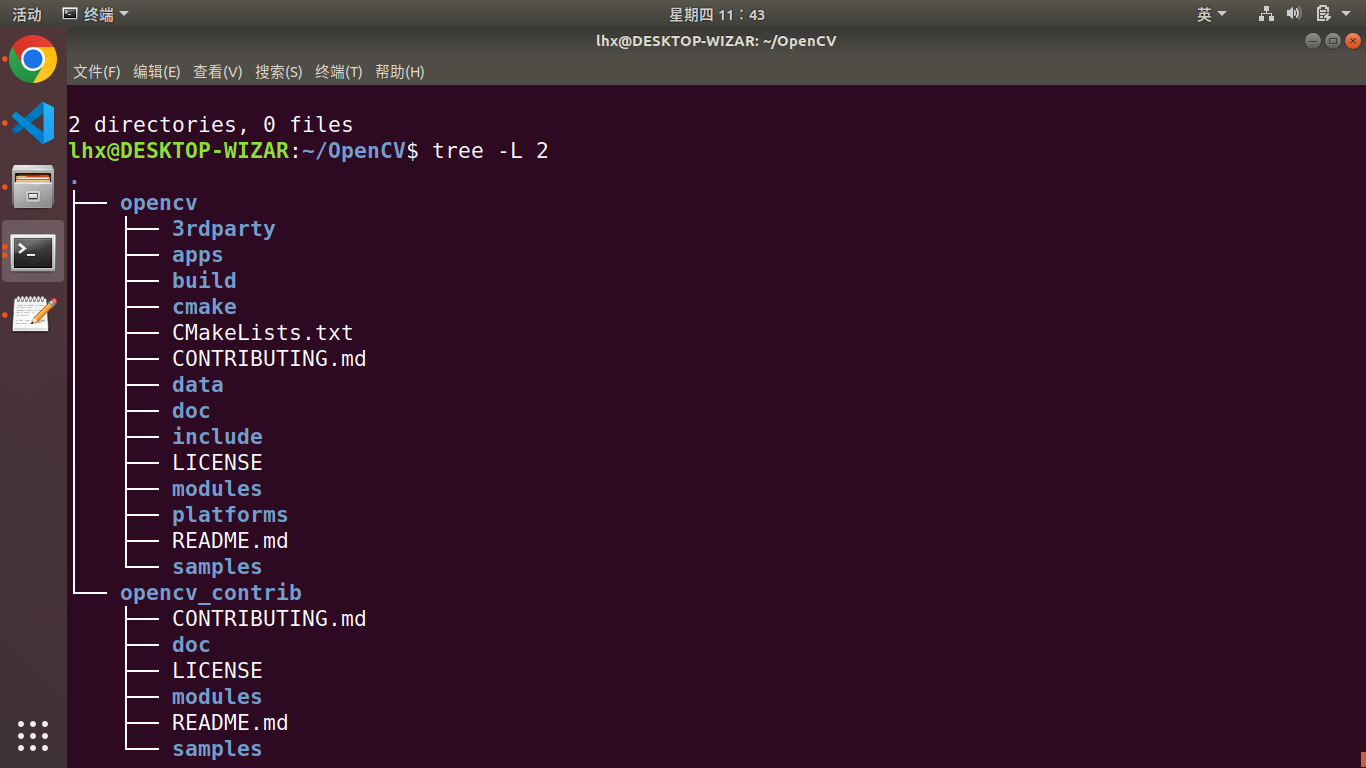 活动 终端 星期四 11：43 英
lhx@DESKTOP-WIZAR: ~/OpenCV
文件(F) 编辑(E) 查看(V) 搜索(S) 终端(T) 帮助(H)
2 directories, 0 files
lhx@DESKTOP-WIZAR:~/OpenCV$ tree -L 2
.
├── opencv
│   ├── 3rdparty
│   ├── apps
│   ├── build
│   ├── cmake
│   ├── CMakeLists.txt
│   ├── CONTRIBUTING.md
│   ├── data
│   ├── doc
│   ├── include
│   ├── LICENSE
│   ├── modules
│   ├── platforms
│   ├── README.md
│   └── samples
└── opencv_contrib
    ├── CONTRIBUTING.md
    ├── doc
    ├── LICENSE
    ├── modules
    ├── README.md
    └── samples